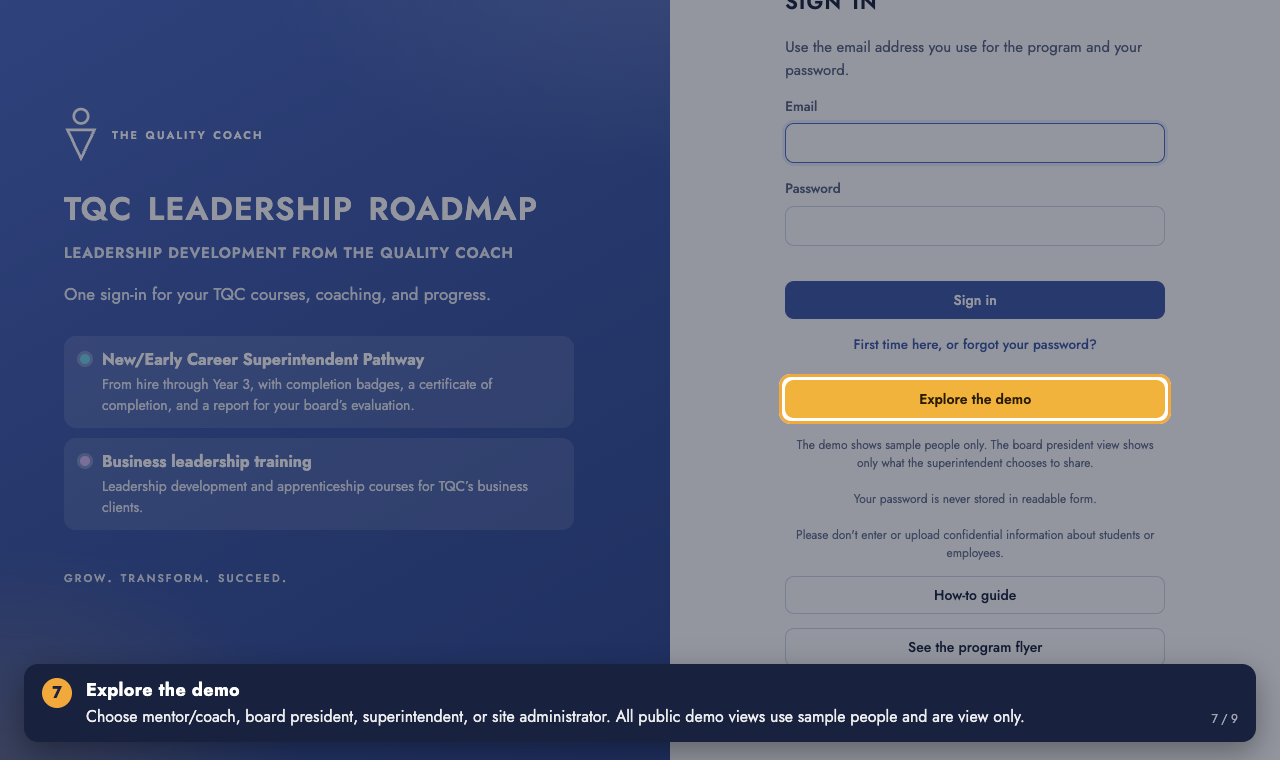 THE QUALITY COACH
TQC LEADERSHIP ROADMAP
LEADERSHIP DEVELOPMENT FROM THE QUALITY COACH
One sign-in for your TQC courses, coaching, and progress.
New/Early Career Superintendent Pathway
From hire through Year 3, with completion badges, a certificate of
completion, and a report for your board's evaluation.
Business leadership training
Leadership development and apprenticeship courses for TQC's business
clients.
GROW. TRANSFORM. SUCCEED.
SIGN IN
Use the email address you use for the program and your
password.
Email
Password
Sign in
First time here, or forgot your password?
Explore the demo
The demo shows sample people only. The board president view shows
only what the superintendent chooses to share.
Your password is never stored in readable form.
Please don't enter or upload confidential information about students or
employees.
How-to guide
See the program flyer
7
Explore the demo
Choose mentor/coach, board president, superintendent, or site administrator. All public demo views use sample people and are view only.
7 / 9